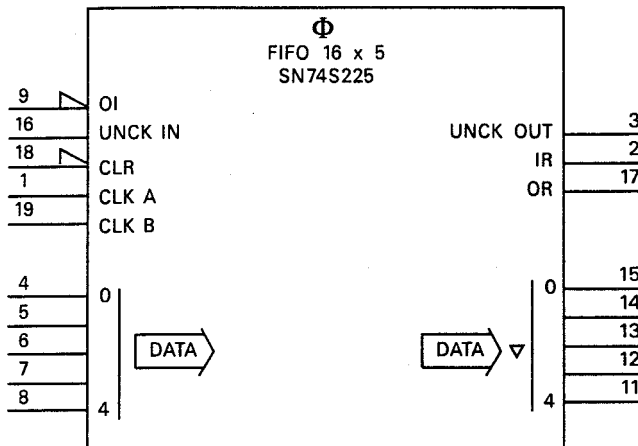 Φ
FIFO 16 x 5
SN74S225
9 OI
16 UNCK IN
18 CLR
1 CLK A
19 CLK B
UNCK OUT 3
IR 2
OR 17
4 0
5
6
7
8 4
DATA
DATA ▽
0 15
14
13
12
4 11